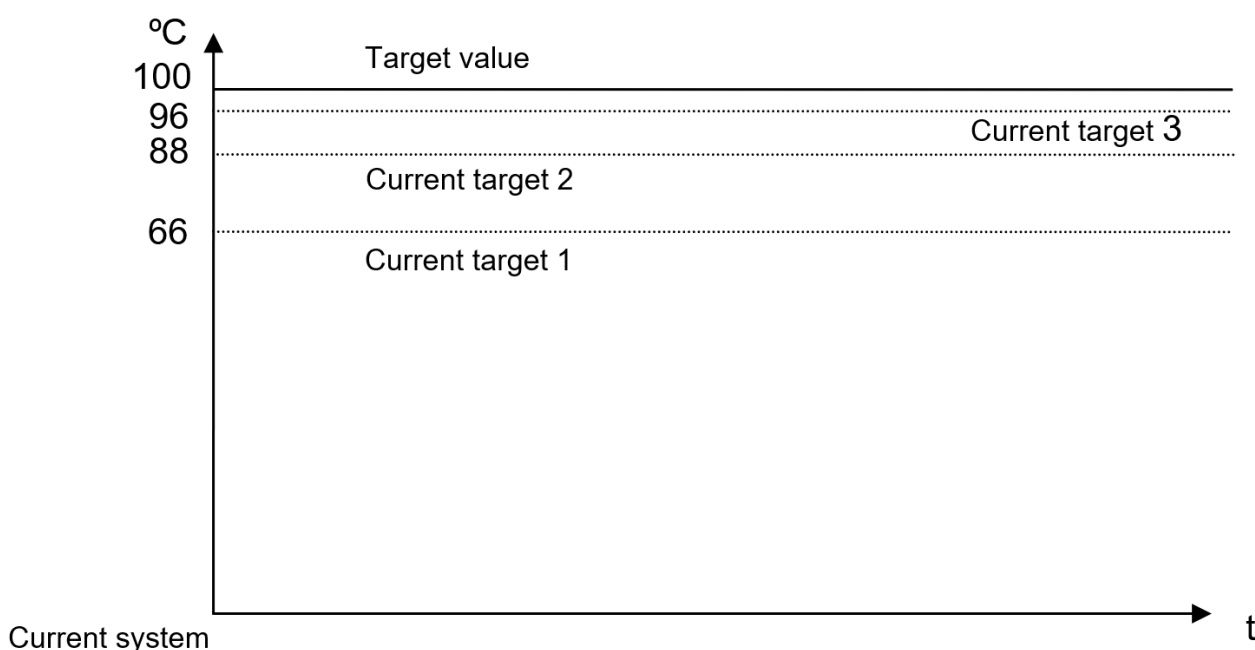 ºC
Target value
100
96
Current target 3
88
Current target 2
66
Current target 1
t
Current system